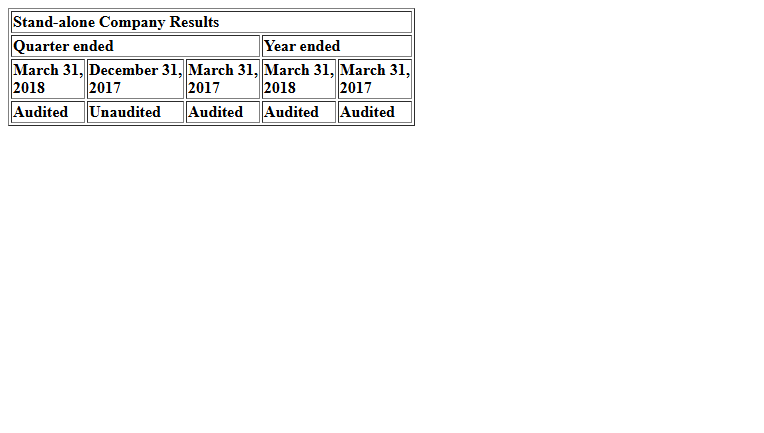 Stand-alone Company Results
Quarter ended Year ended
March 31, 2018 December 31, 2017 March 31, 2017 March 31, 2018 March 31, 2017
Audited Unaudited Audited Audited Audited